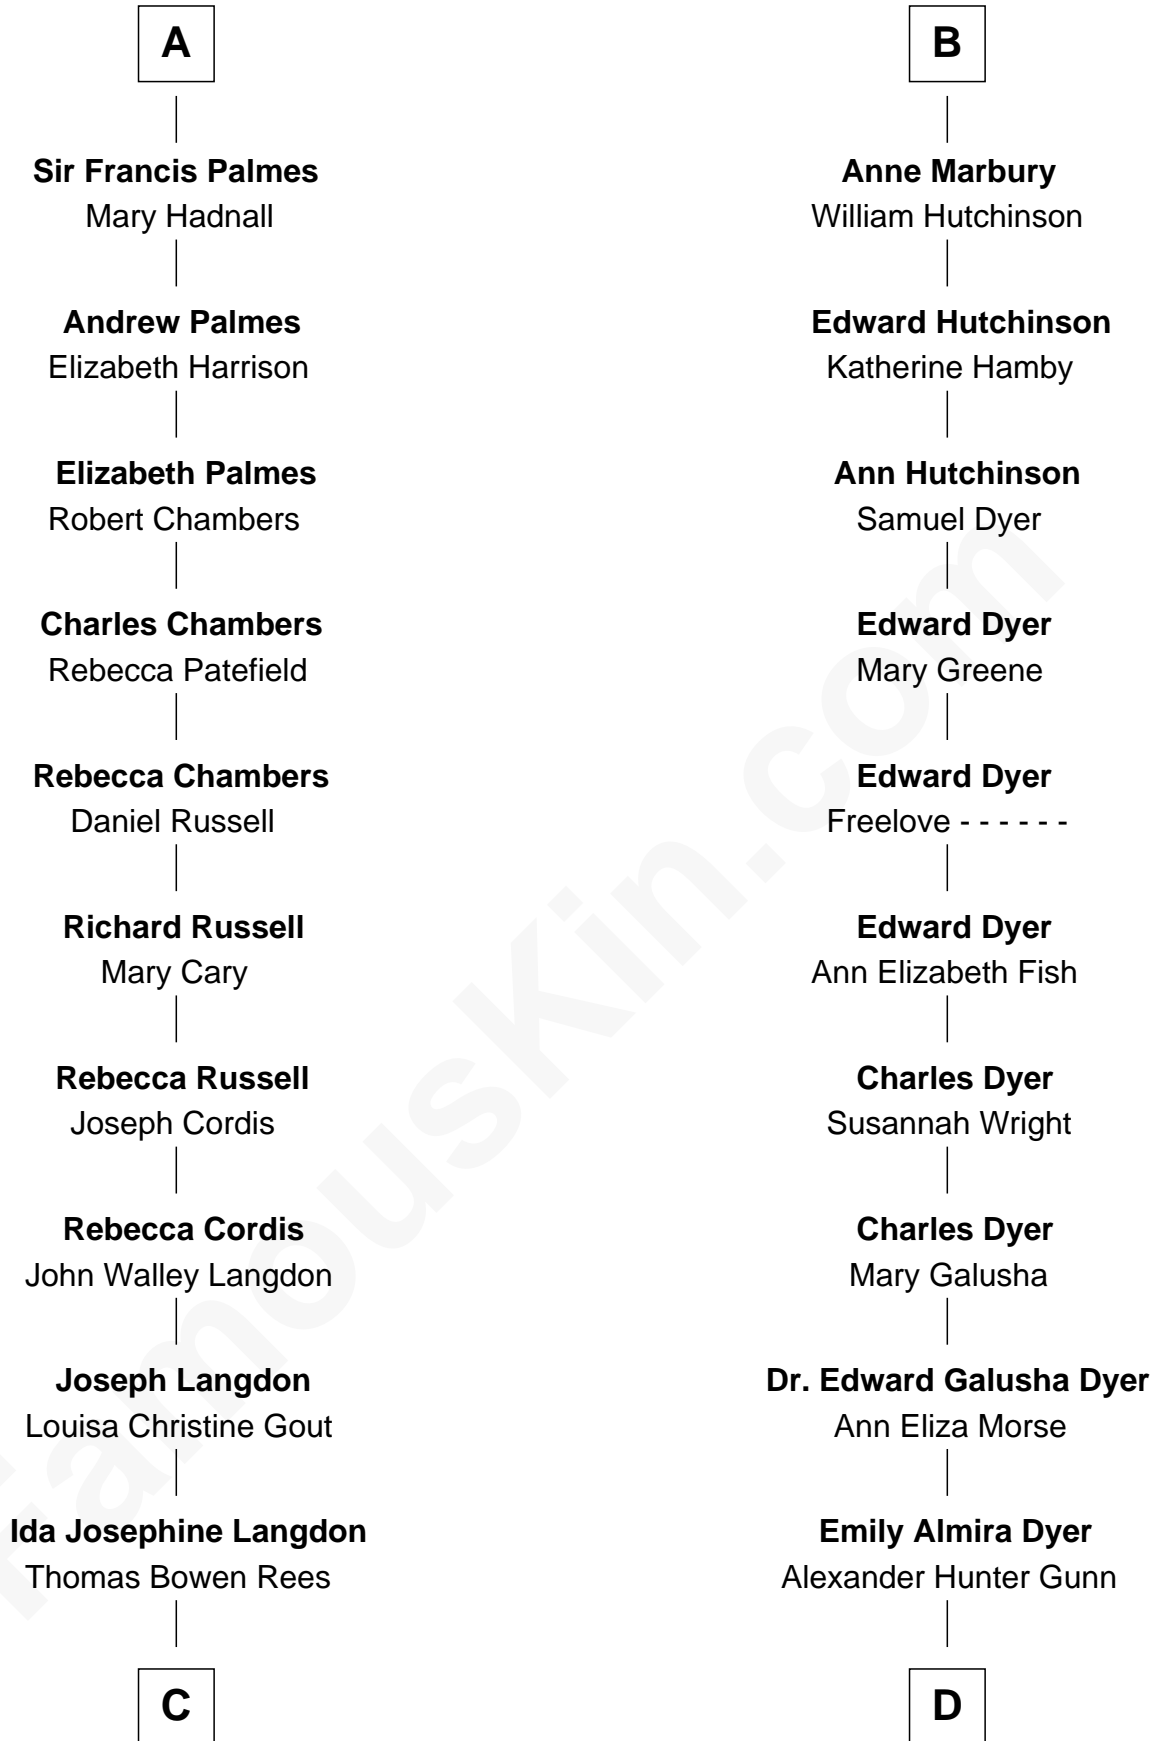 A
Sir Francis Palmes
Mary Hadnall
Andrew Palmes
Elizabeth Harrison
Elizabeth Palmes
Robert Chambers
Charles Chambers
Rebecca Patefield
Rebecca Chambers
Daniel Russell
Richard Russell
Mary Cary
Rebecca Russell
Joseph Cordis
Rebecca Cordis
John Walley Langdon
Joseph Langdon
Louisa Christine Gout
Ida Josephine Langdon
Thomas Bowen Rees
C
B
Anne Marbury
William Hutchinson
Edward Hutchinson
Katherine Hamby
Ann Hutchinson
Samuel Dyer
Edward Dyer
Mary Greene
Edward Dyer
Freelove - - - - - -
Edward Dyer
Ann Elizabeth Fish
Charles Dyer
Susannah Wright
Charles Dyer
Mary Galusha
Dr. Edward Galusha Dyer
Ann Eliza Morse
Emily Almira Dyer
Alexander Hunter Gunn
D
FamousKin.com